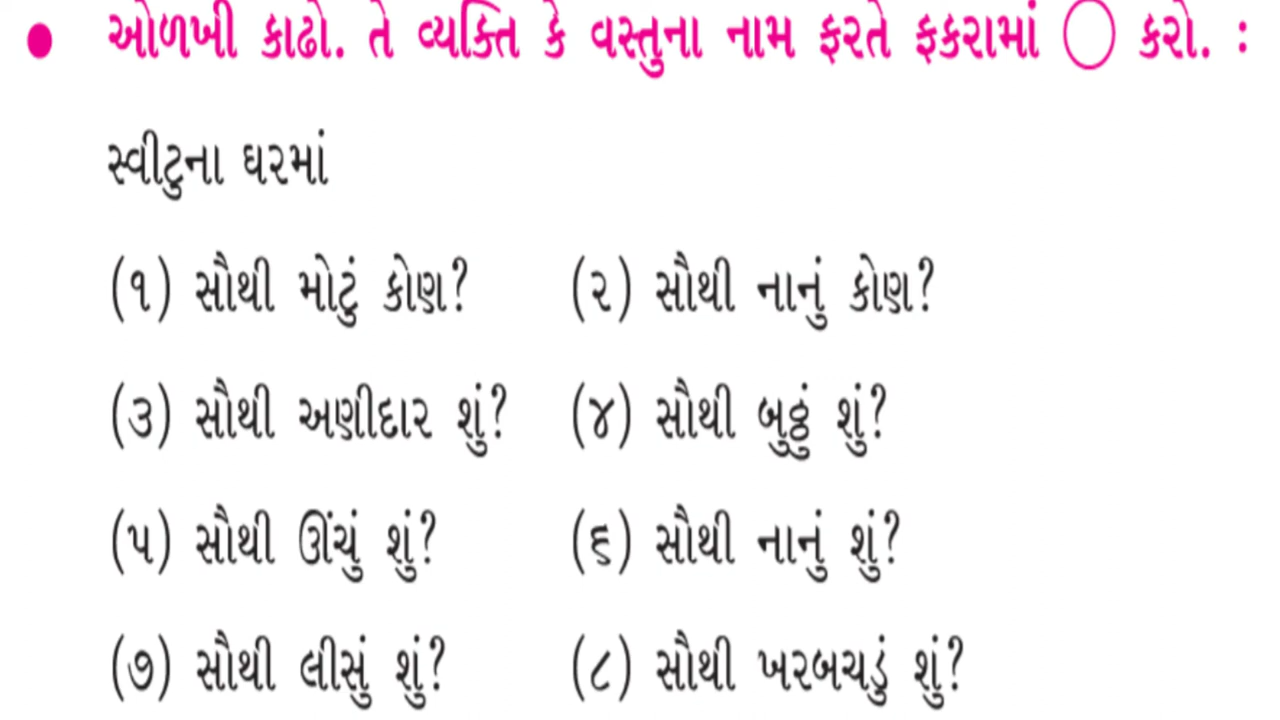 • ઓળખી કાઢો. તે વ્યક્તિ કે વસ્તુના નામ ફરતે ફકરામાં ◯ કરો. :
સ્વીટુના ઘરમાં
(૧) સૌથી મોટું કોણ? (૨) સૌથી નાનું કોણ?
(૩) સૌથી અણીદાર શું? (૪) સૌથી બુઠ્ઠું શું?
(૫) સૌથી ઊંચું શું? (૬) સૌથી નાનું શું?
(૭) સૌથી લીસું શું? (૮) સૌથી ખરબચડું શું?